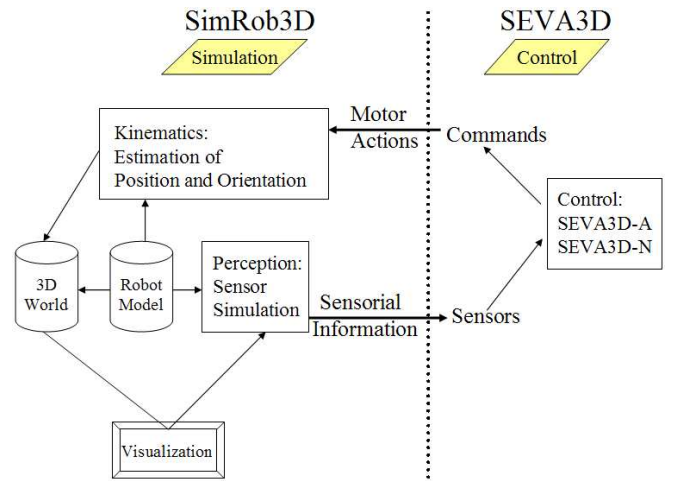 SimRob3D
SEVA3D
Simulation
Control
Motor
Actions
Commands
Kinematics:
Estimation of
Position and Orientation
Control:
SEVA3D-A
SEVA3D-N
3D
World
Robot
Model
Perception:
Sensor
Simulation
Sensorial
Information
Sensors
Visualization